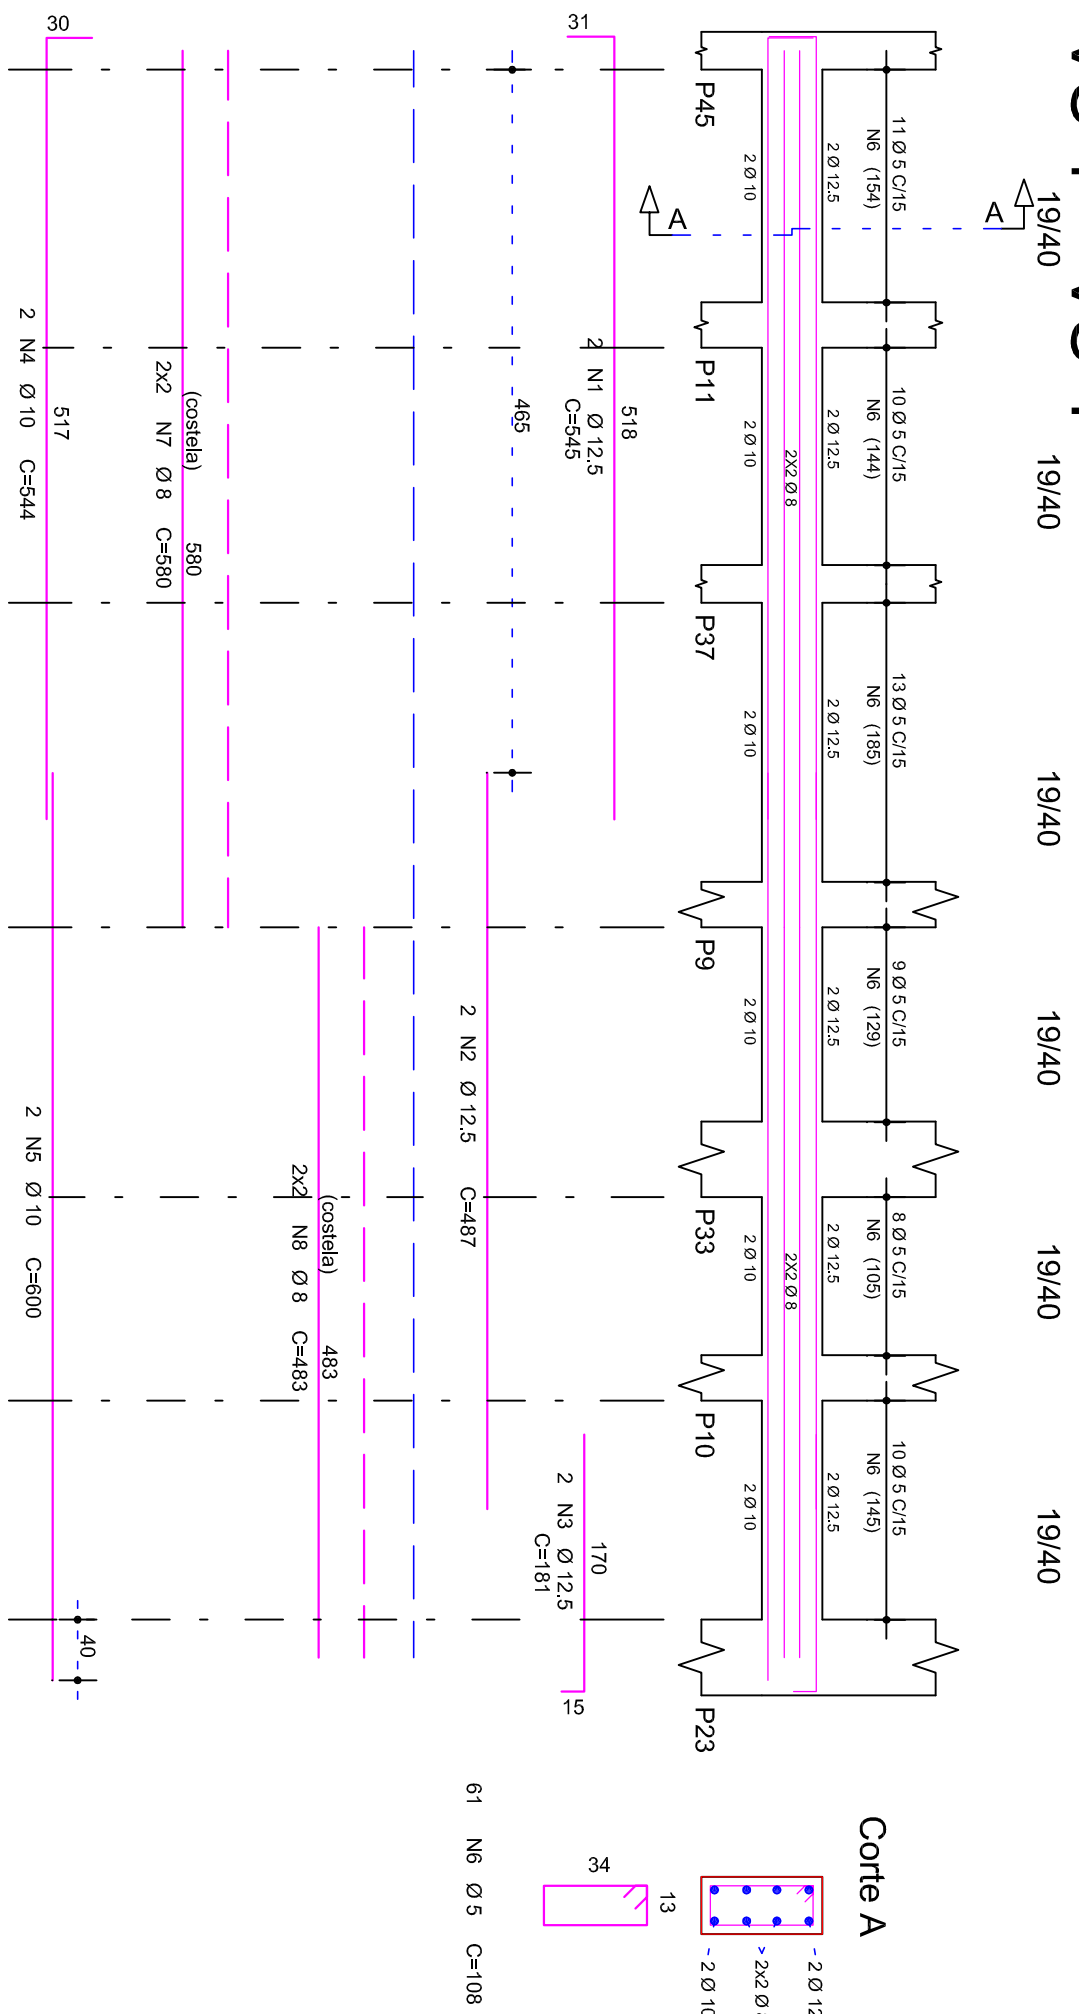 19/40 19/40 19/40 19/40 19/40 19/40
11 Ø 5 C/15 10 Ø 5 C/15 13 Ø 5 C/15 9 Ø 5 C/15 8 Ø 5 C/15 10 Ø 5 C/15
N6 (154) N6 (144) N6 (185) N6 (129) N6 (105) N6 (145)
A
2 Ø 12.5 2 Ø 12.5 2 Ø 12.5 2 Ø 12.5 2 Ø 12.5 2 Ø 12.5
2X2 Ø 8 2X2 Ø 8
2 Ø 10 2 Ø 10 2 Ø 10 2 Ø 10 2 Ø 10 2 Ø 10
A
P45 P11 P37 P9 P33 P10 P23
31
518
2 N1 Ø 12.5
C=545
170
2 N3 Ø 12.5
C=181
15
465
2 N2 Ø 12.5 C=487
(costela) 483
2x2 N8 Ø 8 C=483
(costela) 580
2x2 N7 Ø 8 C=580
40
30
517
2 N4 Ø 10 C=544
2 N5 Ø 10 C=600
Corte A
2 Ø
2x2 Ø
2 Ø 10
13
34
61 N6 Ø 5 C=108